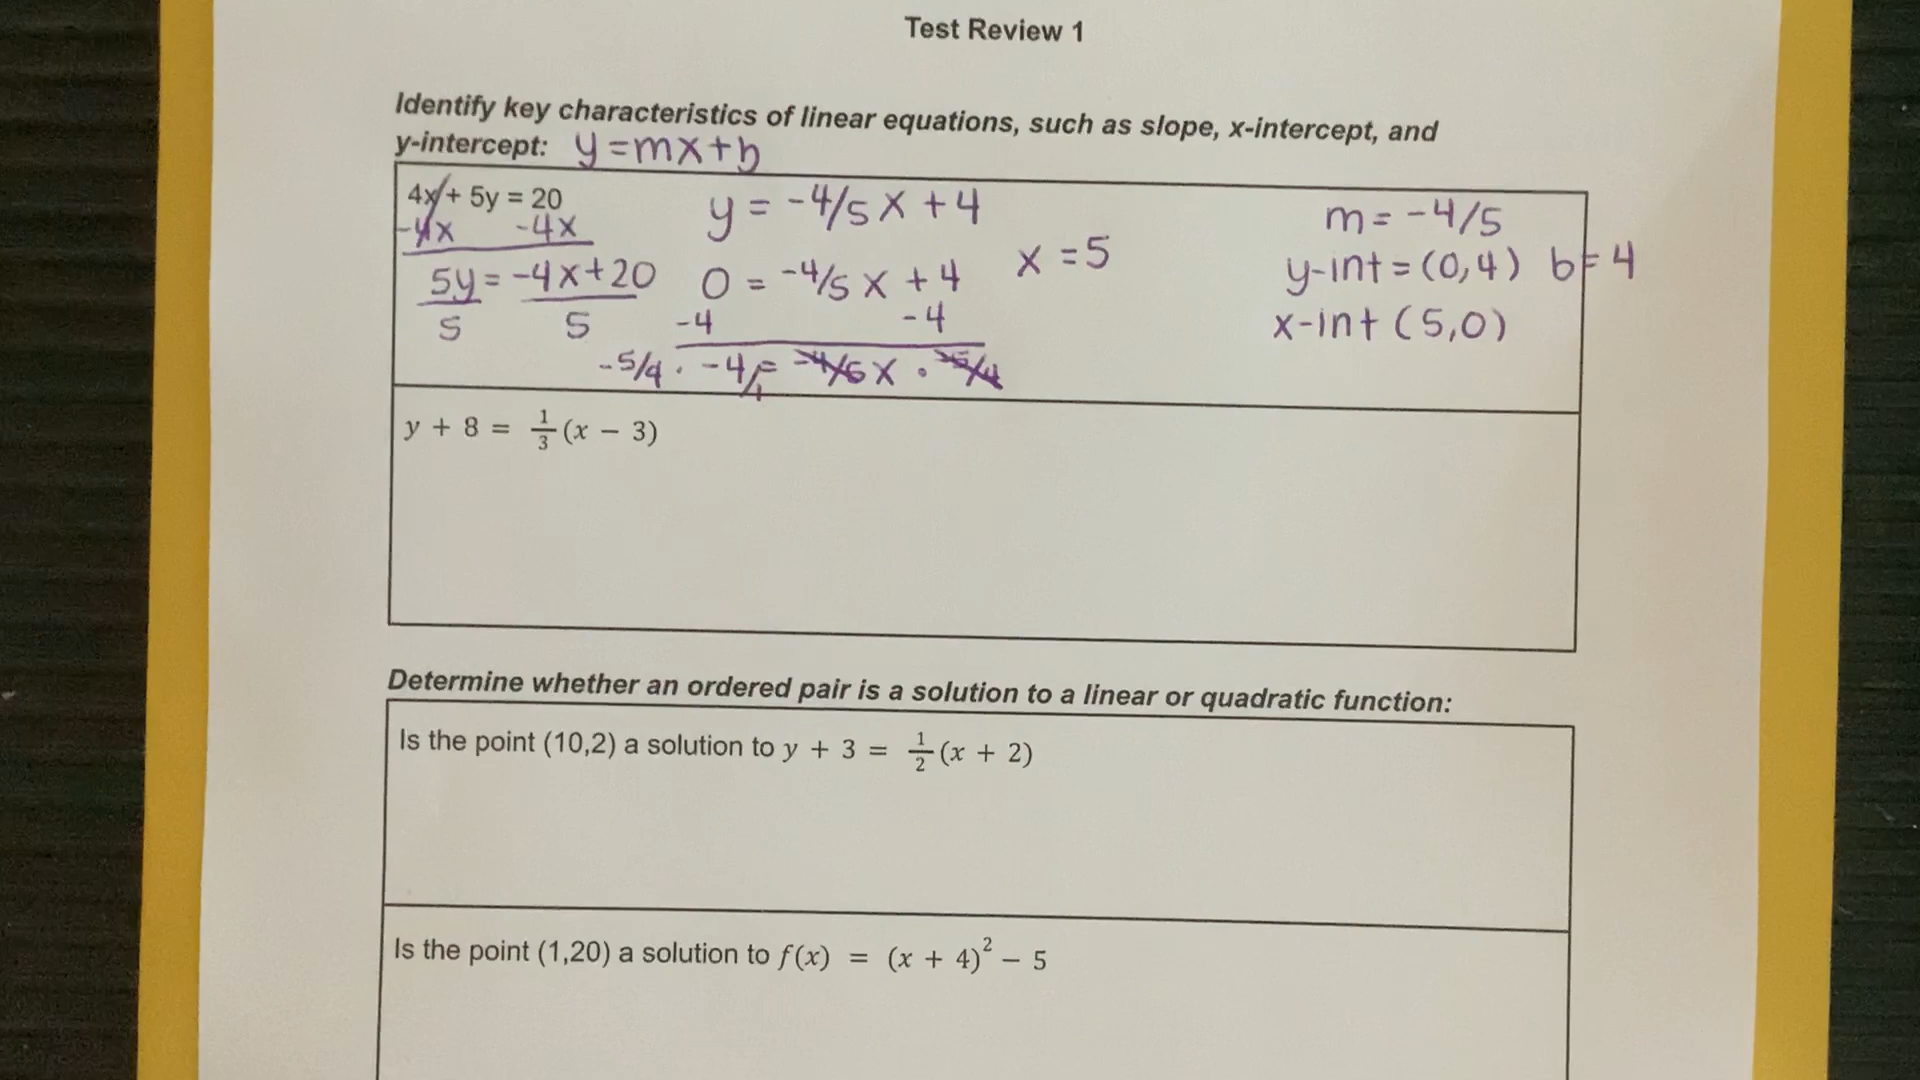 Test Review 1
Identify key characteristics of linear equations, such as slope, x-intercept, and
y-intercept: y=mx+b
4x + 5y = 20
-4x -4x
5y = -4x+20
5 5
y = -4/5x + 4
0 = -4/5x + 4
-4 -4
-5/4 · -4/1 = -4/5x · -5/4
x = 5
m = -4/5
y-int = (0,4) b = 4
x-int (5,0)
y + 8 = 1/3(x − 3)
Determine whether an ordered pair is a solution to a linear or quadratic function:
Is the point (10,2) a solution to y + 3 = 1/2(x + 2)
Is the point (1,20) a solution to f(x) = (x + 4)² − 5